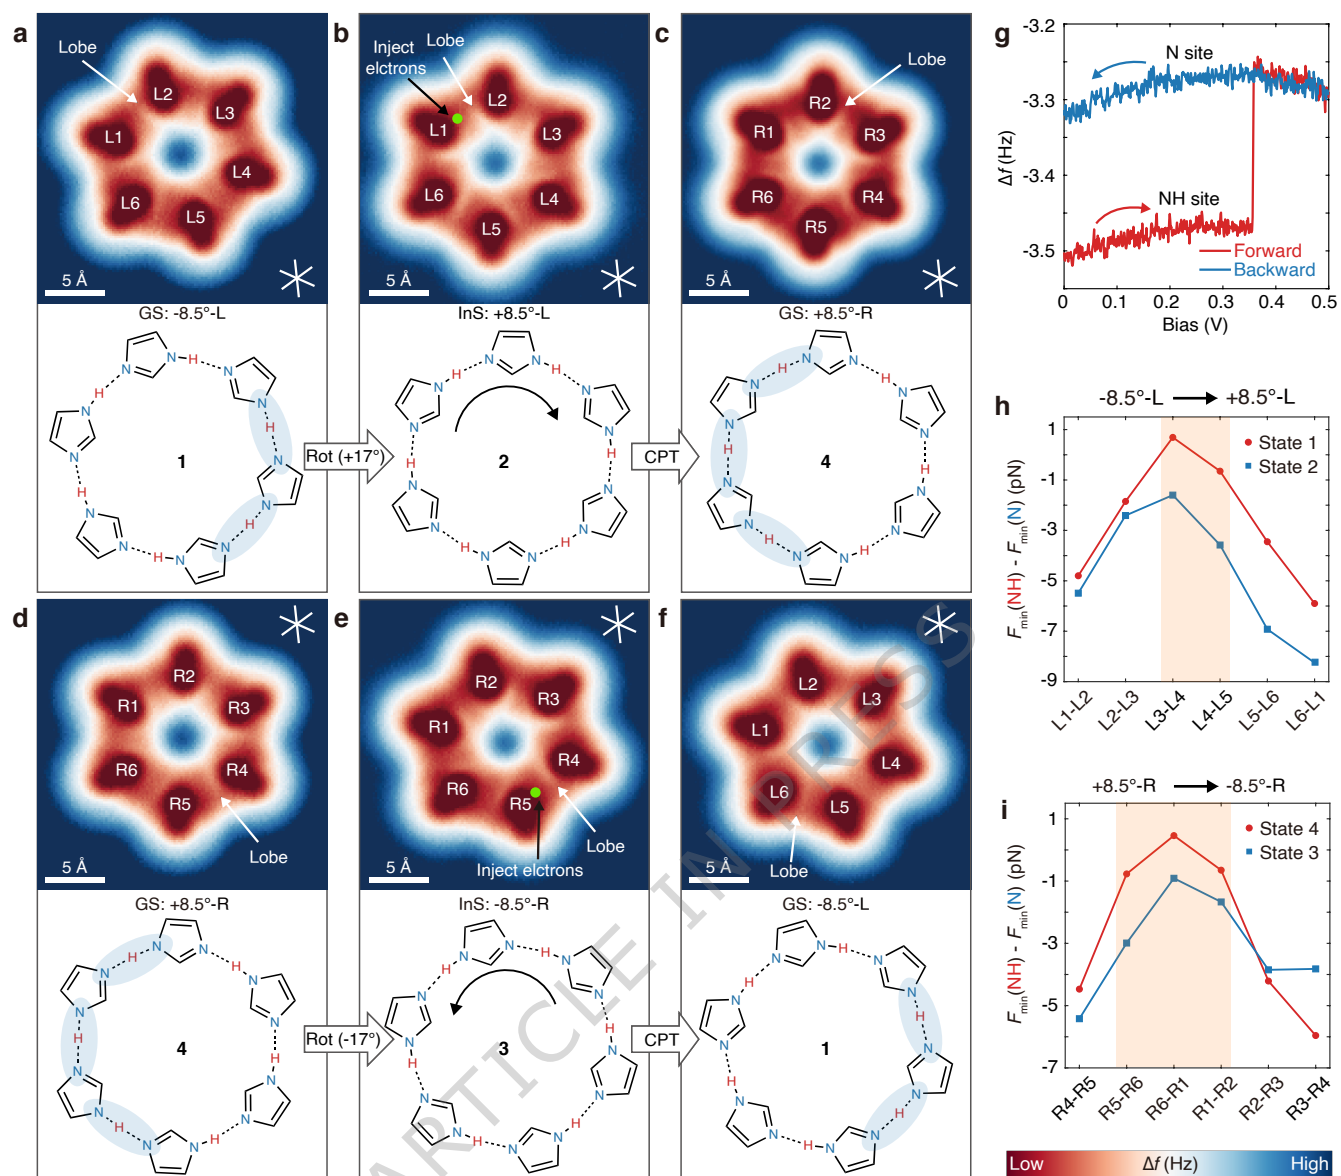 a
Lobe
L2
L3
L1
L4
L6
L5
5 Å
GS: -8.5°-L
N
H
N
N
N
H
H
N
N
1
N
H
N
H
N
N
H
N
N
H
Rot (+17°)
b
Inject
elctrons
Lobe
L2
L1
L3
L6
L4
L5
5 Å
InS: +8.5°-L
H
N
N
H
N
N
N
N
H
2
H
N
N
N
N
H
H
N
N
H
CPT
c
Lobe
R2
R1
R3
R6
R4
R5
5 Å
GS: +8.5°-R
N
N
H
H
N
N
N
N
H
4
H
N
N
N
N
H
H
N
N
g
-3.2
-3.3
-3.4
-3.5
Δf (Hz)
N site
NH site
Forward
Backward
0 0.1 0.2 0.3 0.4 0.5
Bias (V)
h
-8.5°-L +8.5°-L
1
-1
-3
-5
-7
-9
Fmin(NH) - Fmin(N) (pN)
State 1
State 2
L1-L2 L2-L3 L3-L4 L4-L5 L5-L6 L6-L1
d
R2
R1
R3
R6
R4
R5
Lobe
5 Å
GS: +8.5°-R
H
N
N
H
N
N
N
N
H
4
H
N
N
N
N
H
H
N
N
Rot (-17°)
e
R2
R3
R1
R4
R6
R5
Lobe
Inject elctrons
5 Å
InS: -8.5°-R
N
N
H
N
H
N
N
N
H
H
3
N
N
N
N
H
H
N
N
H
CPT
f
L2
L3
L1
L4
L6
L5
Lobe
5 Å
GS: -8.5°-L
N
N
H
N
H
N
N
N
H
1
H
N
N
N
N
H
H
N
N
i
+8.5°-R -8.5°-R
1
-1
-3
-5
-7
Fmin(NH) - Fmin(N) (pN)
State 4
State 3
R4-R5 R5-R6 R6-R1 R1-R2 R2-R3 R3-R4
Low Δf (Hz) High
ARTICLE IN PRESS